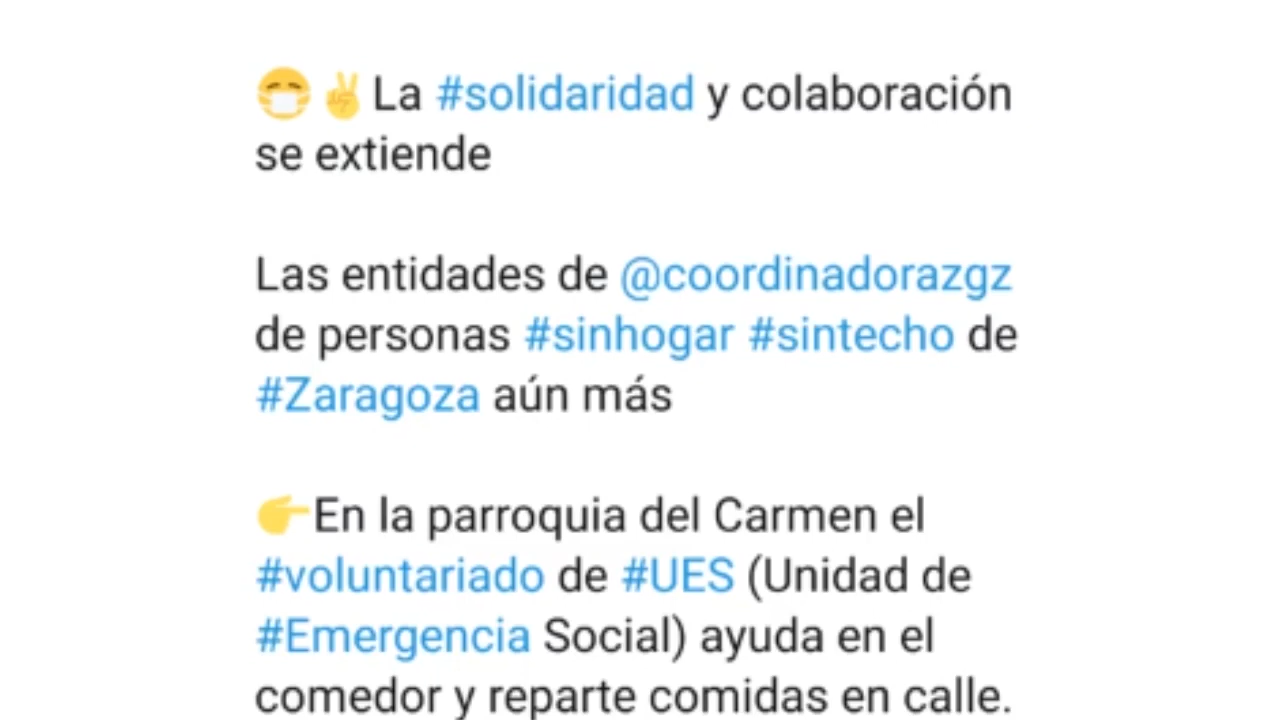 😷✌️La #solidaridad y colaboración
se extiende
Las entidades de @coordinadorazgz
de personas #sinhogar #sintecho de
#Zaragoza aún más
👉En la parroquia del Carmen el
#voluntariado de #UES (Unidad de
#Emergencia Social) ayuda en el
comedor y reparte comidas en calle.